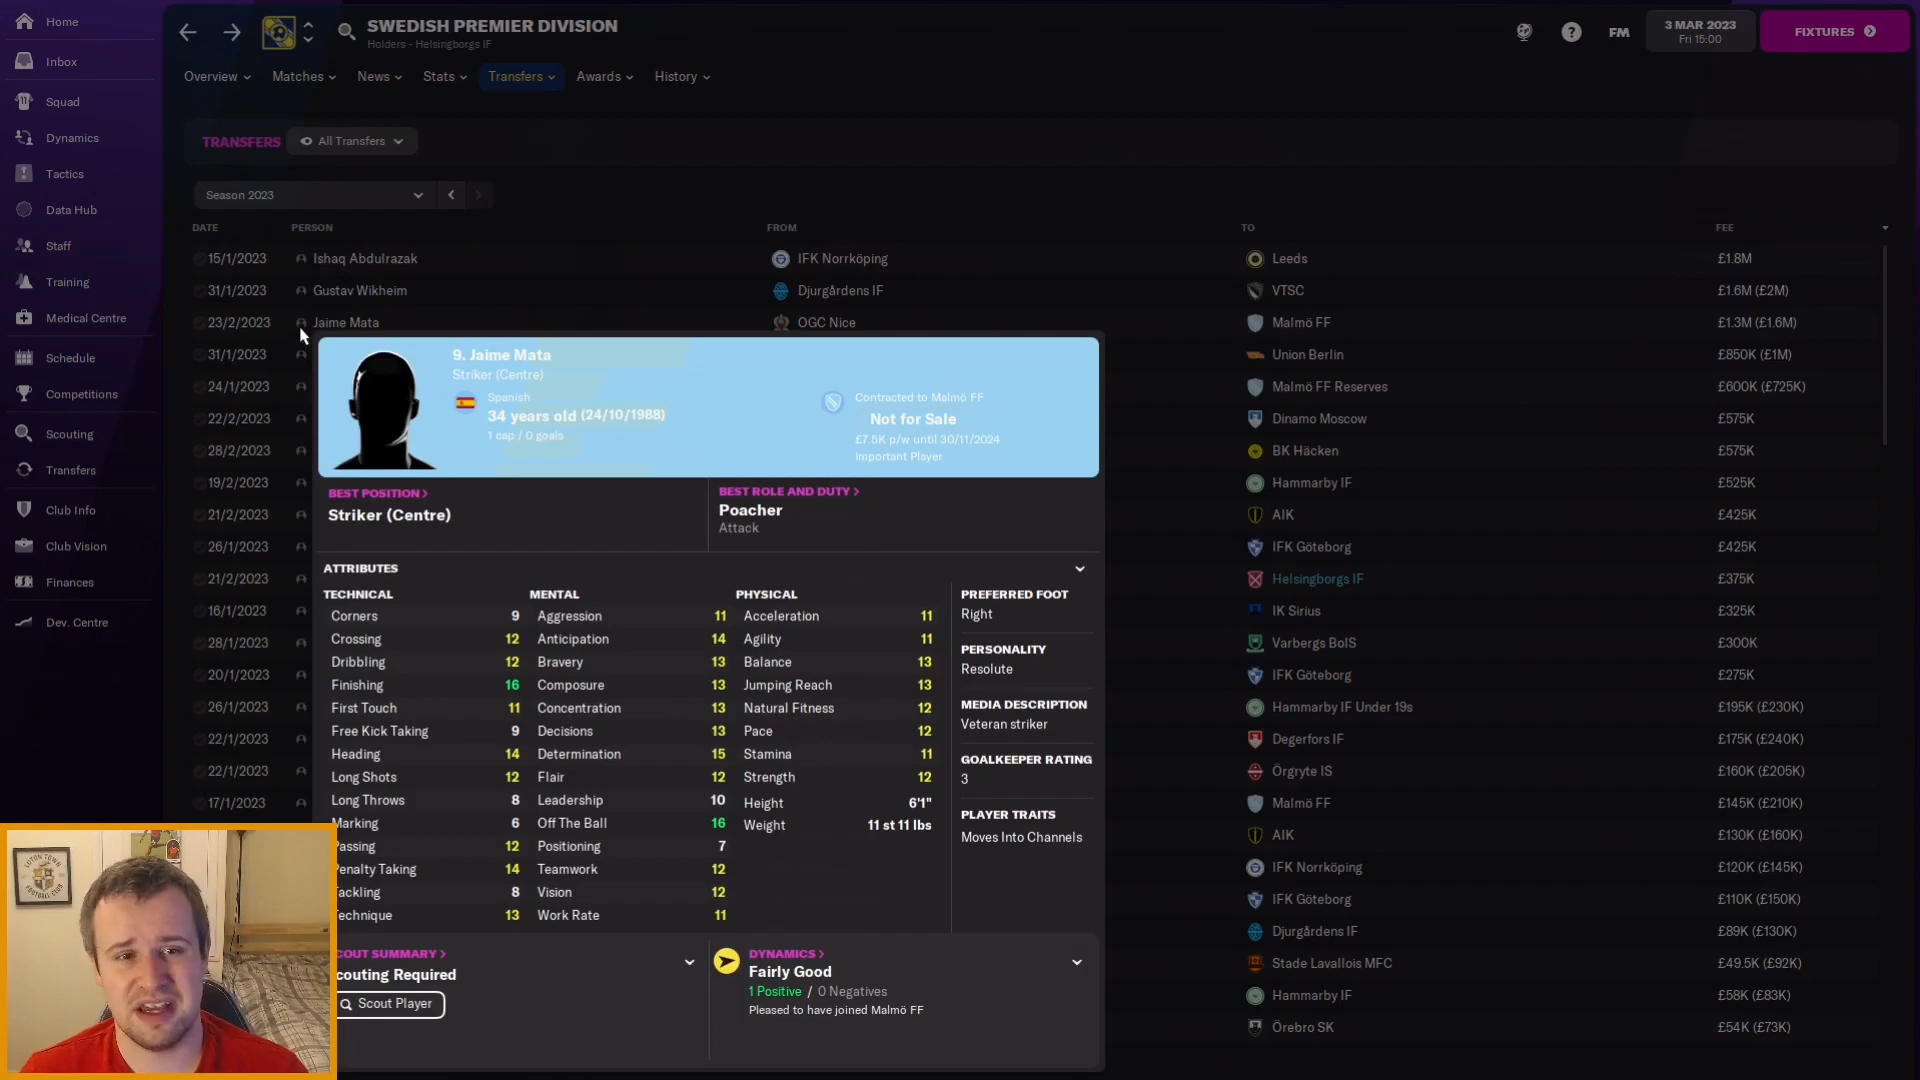 Home
Inbox
Squad
Dynamics
Tactics
Data Hub
Staff
Training
Medical Centre
Schedule
Competitions
Scouting
Transfers
Club Info
Club Vision
Finances
Dev. Centre
SWEDISH PREMIER DIVISION
Holders - Helsingborgs IF
FM
3 MAR 2023
Fri 15:00
FIXTURES
Overview Matches News Stats Transfers Awards History
TRANSFERS All Transfers
Season 2023
DATE PERSON FROM TO FEE
15/1/2023 Ishaq Abdulrazak IFK Norrköping Leeds £1.8M
31/1/2023 Gustav Wikheim Djurgårdens IF VTSC £1.6M (£2M)
23/2/2023 Jaime Mata OGC Nice Malmö FF £1.3M (£1.6M)
31/1/2023 Union Berlin £850K (£1M)
24/1/2023 Malmö FF Reserves £600K (£725K)
22/2/2023 Dinamo Moscow £575K
28/2/2023 BK Häcken £575K
19/2/2023 Hammarby IF £525K
21/2/2023 AIK £425K
26/1/2023 IFK Göteborg £425K
21/2/2023 Helsingborgs IF £375K
16/1/2023 IK Sirius £325K
28/1/2023 Varbergs BoIS £300K
20/1/2023 IFK Göteborg £275K
26/1/2023 Hammarby IF Under 19s £195K (£230K)
22/1/2023 Degerfors IF £175K (£240K)
22/1/2023 Örgryte IS £160K (£205K)
17/1/2023 Malmö FF £145K (£210K)
AIK £130K (£160K)
IFK Norrköping £120K (£145K)
IFK Göteborg £110K (£150K)
Djurgårdens IF £89K (£130K)
Stade Lavallois MFC £49.5K (£92K)
Hammarby IF £58K (£83K)
Örebro SK £54K (£73K)
9. Jaime Mata
Striker (Centre)
Spanish
34 years old (24/10/1988)
1 cap / 0 goals
Contracted to Malmö FF
Not for Sale
£7.5K p/w until 30/11/2024
Important Player
BEST POSITION >
Striker (Centre)
BEST ROLE AND DUTY >
Poacher
Attack
ATTRIBUTES
TECHNICAL MENTAL PHYSICAL
Corners 9 Aggression 11 Acceleration 11
Crossing 12 Anticipation 14 Agility 11
Dribbling 12 Bravery 13 Balance 13
Finishing 16 Composure 13 Jumping Reach 13
First Touch 11 Concentration 13 Natural Fitness 12
Free Kick Taking 9 Decisions 13 Pace 12
Heading 14 Determination 15 Stamina 11
Long Shots 12 Flair 12 Strength 12
Long Throws 8 Leadership 10 Height 6'1"
Marking 6 Off The Ball 16 Weight 11 st 11 lbs
assing 12 Positioning 7
enalty Taking 14 Teamwork 12
ackling 8 Vision 12
echnique 13 Work Rate 11
PREFERRED FOOT
Right
PERSONALITY
Resolute
MEDIA DESCRIPTION
Veteran striker
GOALKEEPER RATING
3
PLAYER TRAITS
Moves Into Channels
COUT SUMMARY >
couting Required
Scout Player
DYNAMICS >
Fairly Good
1 Positive / 0 Negatives
Pleased to have joined Malmö FF
LUTON TOWN
FOOTBALL CLUB